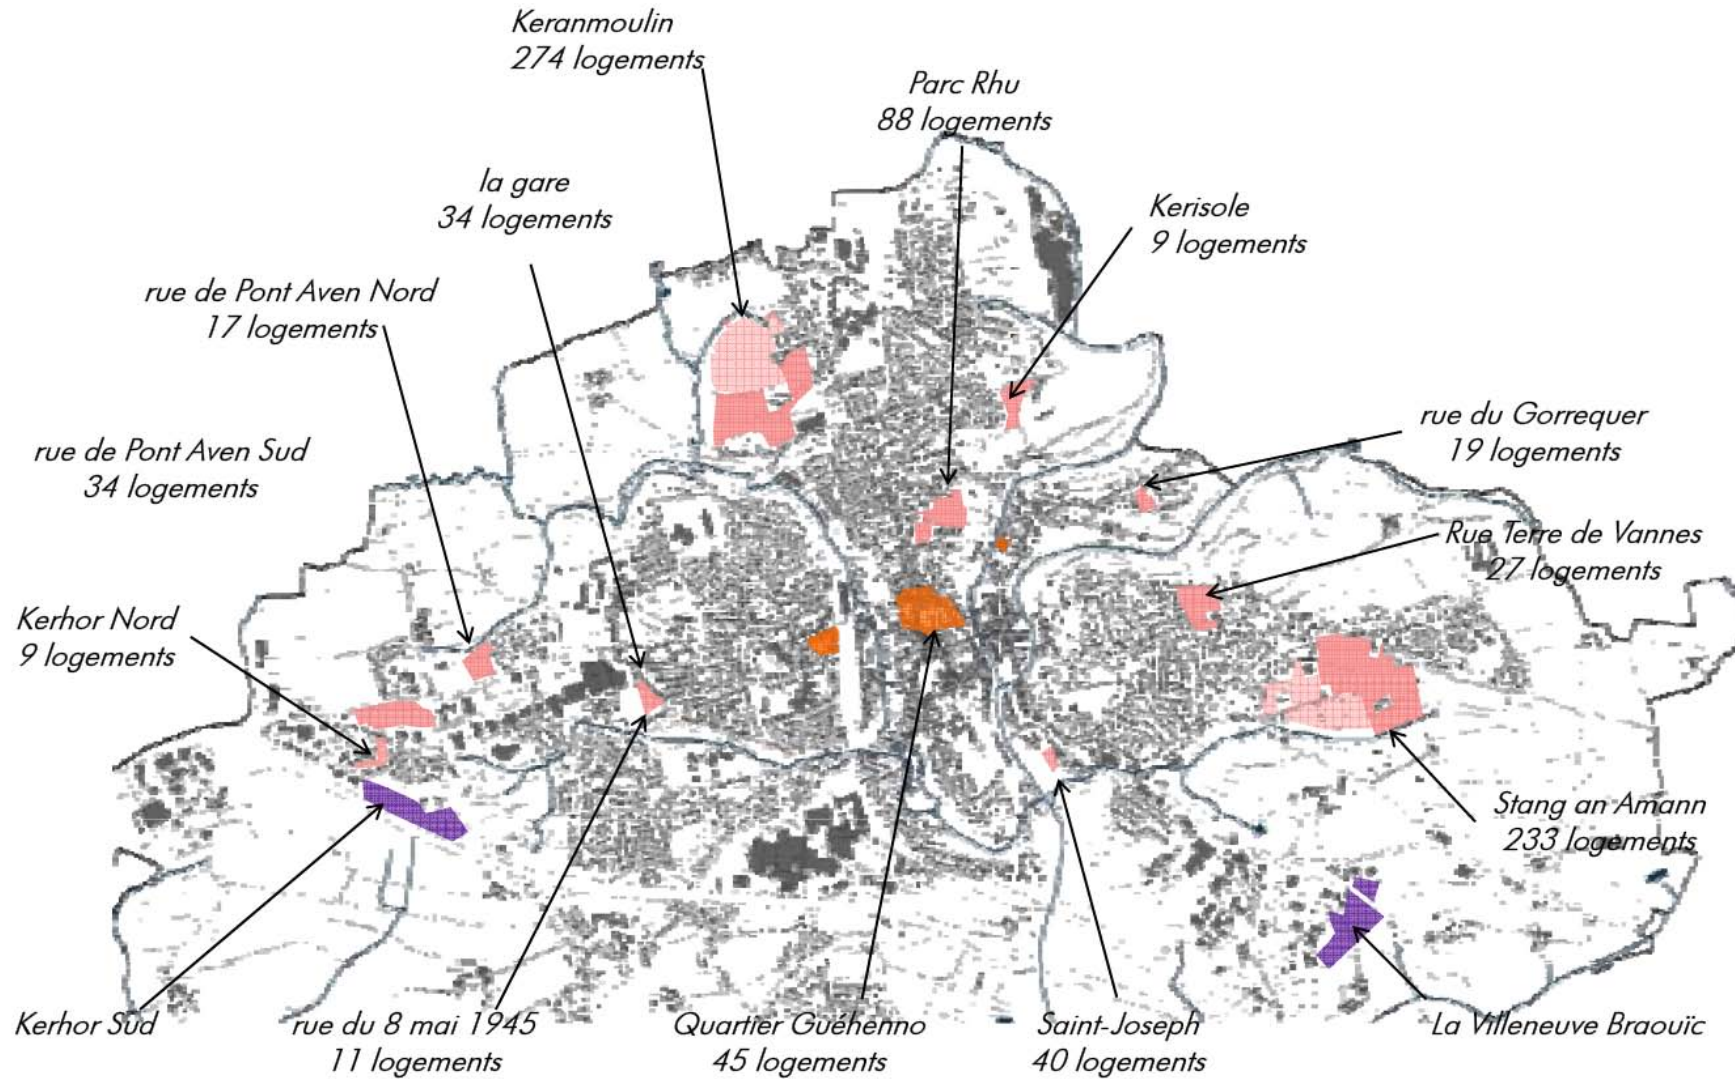 Keranmoulin
274 logements
Parc Rhu
88 logements
la gare
34 logements
Kerisole
9 logements
rue de Pont Aven Nord
17 logements
rue du Gorrequer
19 logements
rue de Pont Aven Sud
34 logements
Rue Terre de Vannes
27 logements
Kerhor Nord
9 logements
Stang an Amann
233 logements
Kerhor Sud
rue du 8 mai 1945
11 logements
Quartier Guéhenno
45 logements
Saint-Joseph
40 logements
La Villeneuve Braouïc